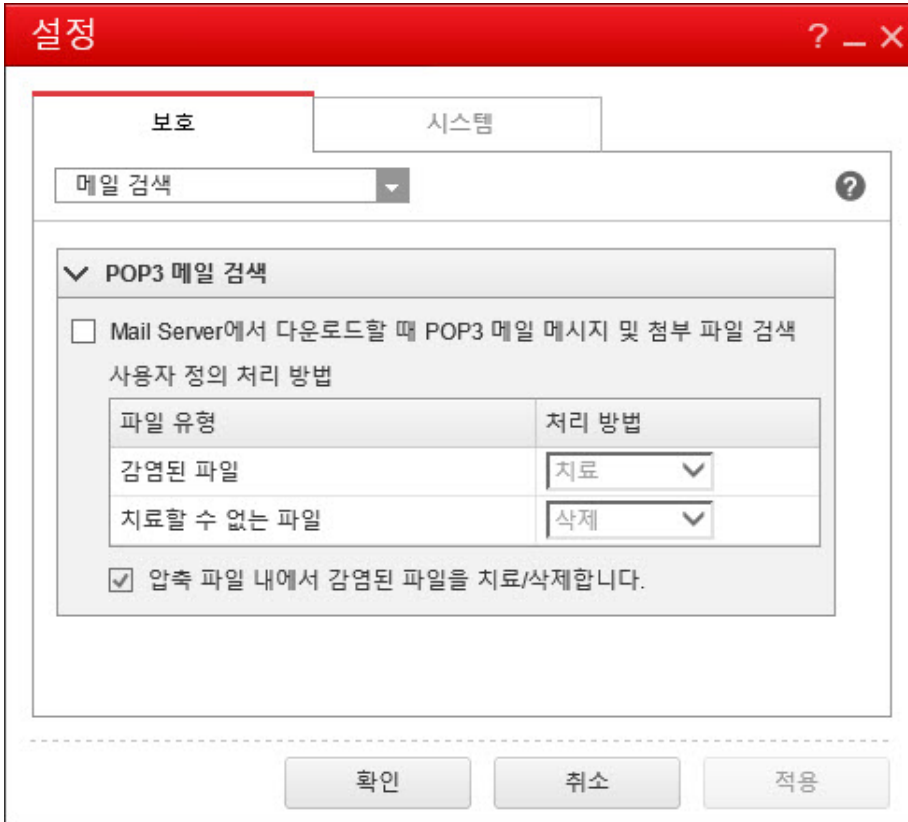 설정
보호
시스템
메일 검색
POP3 메일 검색
Mail Server에서 다운로드할 때 POP3 메일 메시지 및 첨부 파일 검색
사용자 정의 처리 방법
파일 유형 처리 방법
감염된 파일 치료
치료할 수 없는 파일 삭제
압축 파일 내에서 감염된 파일을 치료/삭제합니다.
확인 취소 적용